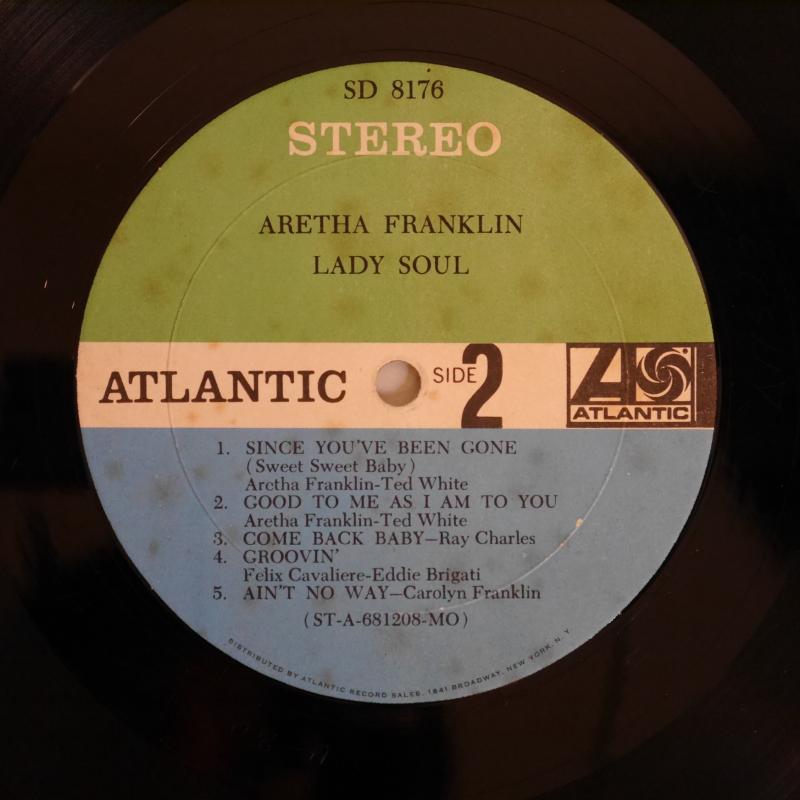 SD 8176
STEREO
ARETHA FRANKLIN
LADY SOUL
ATLANTIC
SIDE 2
ATLANTIC
1. SINCE YOU'VE BEEN GONE
(Sweet Sweet Baby)
Aretha Franklin-Ted White
2. GOOD TO ME AS I AM TO YOU
Aretha Franklin-Ted White
3. COME BACK BABY—Ray Charles
4. GROOVIN'
Felix Cavaliere-Eddie Brigati
5. AIN'T NO WAY—Carolyn Franklin
(ST-A-681208-MO)
DISTRIBUTED BY ATLANTIC RECORD SALES, 1841 BROADWAY, NEW YORK, N. Y.